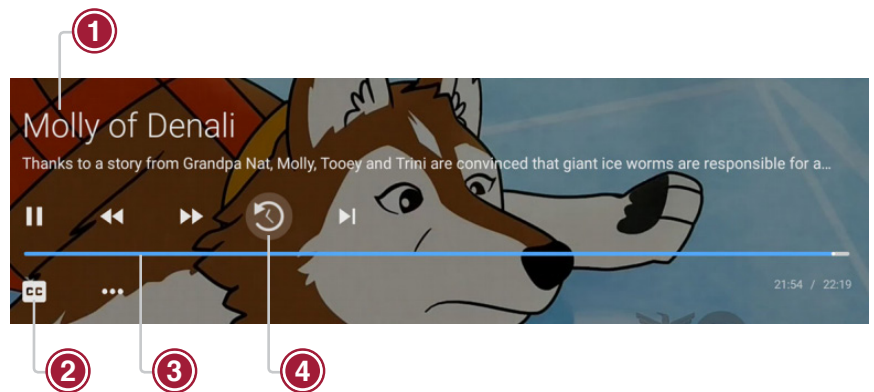 1
Molly of Denali
Thanks to a story from Grandpa Nat, Molly, Tooey and Trini are convinced that giant ice worms are responsible for a...
CC
21:54 / 22:19
2
3
4